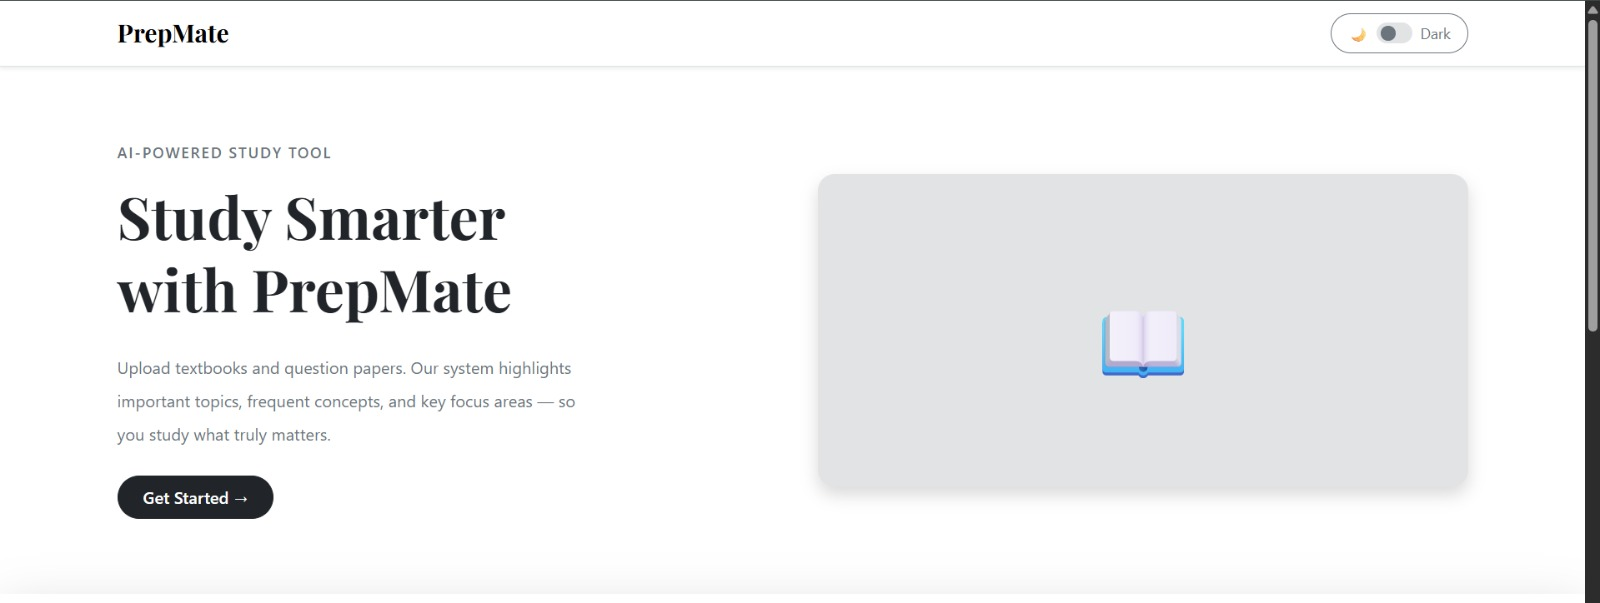 PrepMate
🌙 Dark
AI-POWERED STUDY TOOL
Study Smarter
with PrepMate
Upload textbooks and question papers. Our system highlights
important topics, frequent concepts, and key focus areas — so
you study what truly matters.
Get Started →